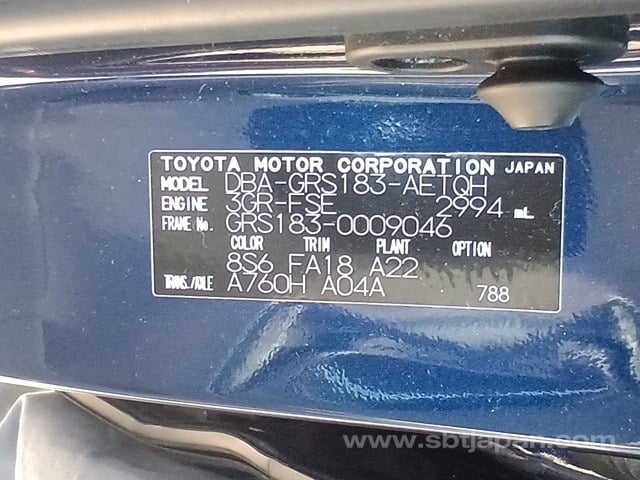 TOYOTA MOTOR CORPORATION JAPAN
MODEL DBA-GRS183-AETQH
ENGINE 3GR-FSE 2994 mL
FRAME No. GRS183-0009046
COLOR TRIM PLANT OPTION
8S6 FA18 A22
TRANS./AXLE A760H A04A 788
www.sbtjapan.com